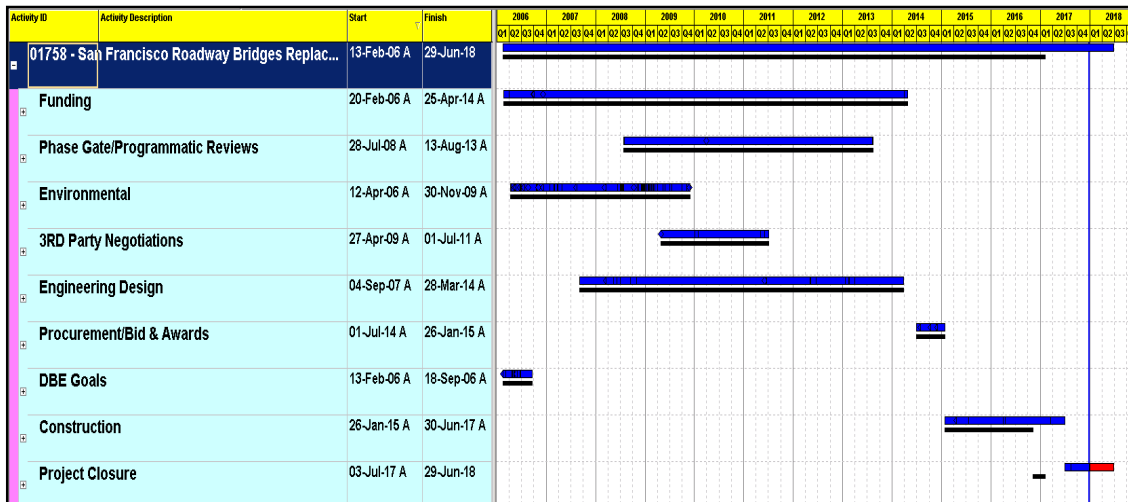 Activity ID Activity Description Start Finish 2006 2007 2008 2009 2010 2011 2012 2013 2014 2015 2016 2017 2018
Q1 Q2 Q3 Q4 Q1 Q2 Q3 Q4 Q1 Q2 Q3 Q4 Q1 Q2 Q3 Q4 Q1 Q2 Q3 Q4 Q1 Q2 Q3 Q4 Q1 Q2 Q3 Q4 Q1 Q2 Q3 Q4 Q1 Q2 Q3 Q4 Q1 Q2 Q3 Q4 Q1 Q2 Q3 Q4 Q1 Q2 Q3 Q4 Q1 Q2 Q3
01758 - San Francisco Roadway Bridges Replac... 13-Feb-06 A 29-Jun-18
Funding 20-Feb-06 A 25-Apr-14 A
Phase Gate/Programmatic Reviews 28-Jul-08 A 13-Aug-13 A
Environmental 12-Apr-06 A 30-Nov-09 A
3RD Party Negotiations 27-Apr-09 A 01-Jul-11 A
Engineering Design 04-Sep-07 A 28-Mar-14 A
Procurement/Bid & Awards 01-Jul-14 A 26-Jan-15 A
DBE Goals 13-Feb-06 A 18-Sep-06 A
Construction 26-Jan-15 A 30-Jun-17 A
Project Closure 03-Jul-17 A 29-Jun-18